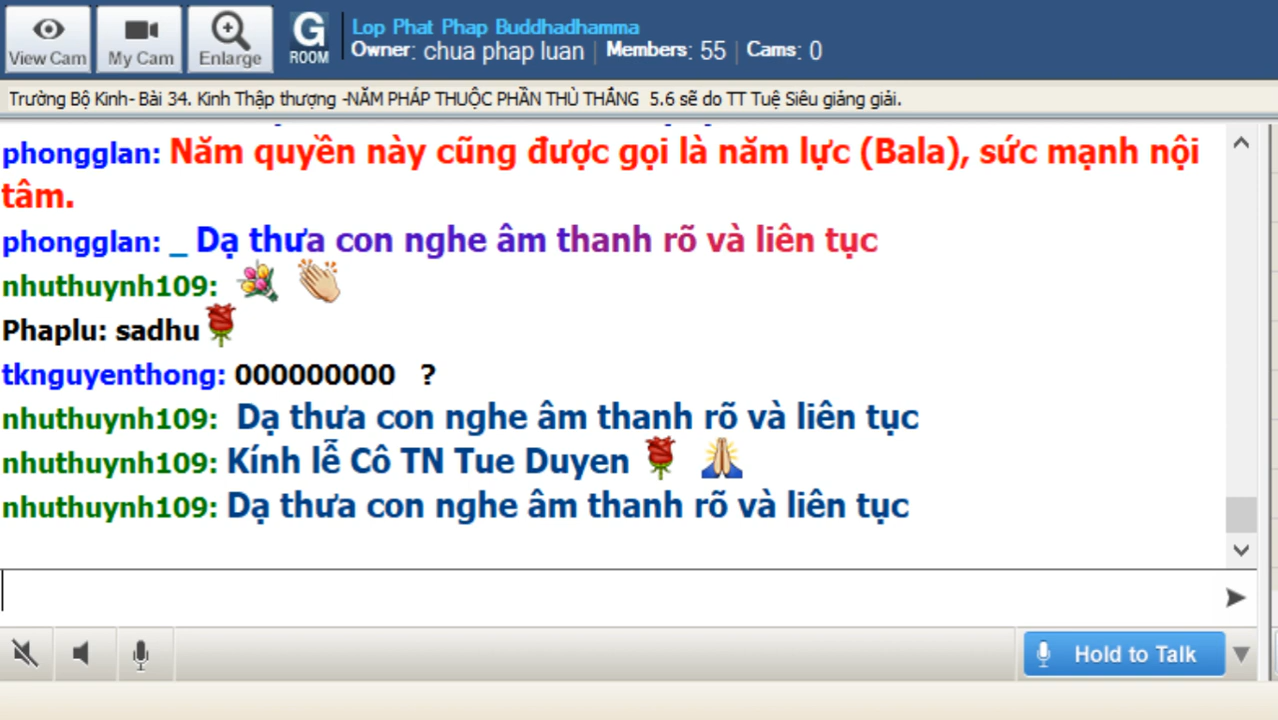 View Cam
My Cam
Enlarge
G
ROOM
Lop Phat Phap Buddhadhamma
Owner: chua phap luan | Members: 55 | Cams: 0
Trường Bộ Kinh- Bài 34. Kinh Thập thượng -NĂM PHÁP THUỘC PHẦN THÙ THẮNG 5.6 sẽ do TT Tuệ Siêu giảng giải.
phongglan: Năm quyền này cũng được gọi là năm lực (Bala), sức mạnh nội
tâm.
phongglan: _ Dạ thưa con nghe âm thanh rõ và liên tục
nhuthuynh109:
Phaplu: sadhu
tknguyenthong: 000000000 ?
nhuthuynh109: Dạ thưa con nghe âm thanh rõ và liên tục
nhuthuynh109: Kính lễ Cô TN Tue Duyen
nhuthuynh109: Dạ thưa con nghe âm thanh rõ và liên tục
Hold to Talk